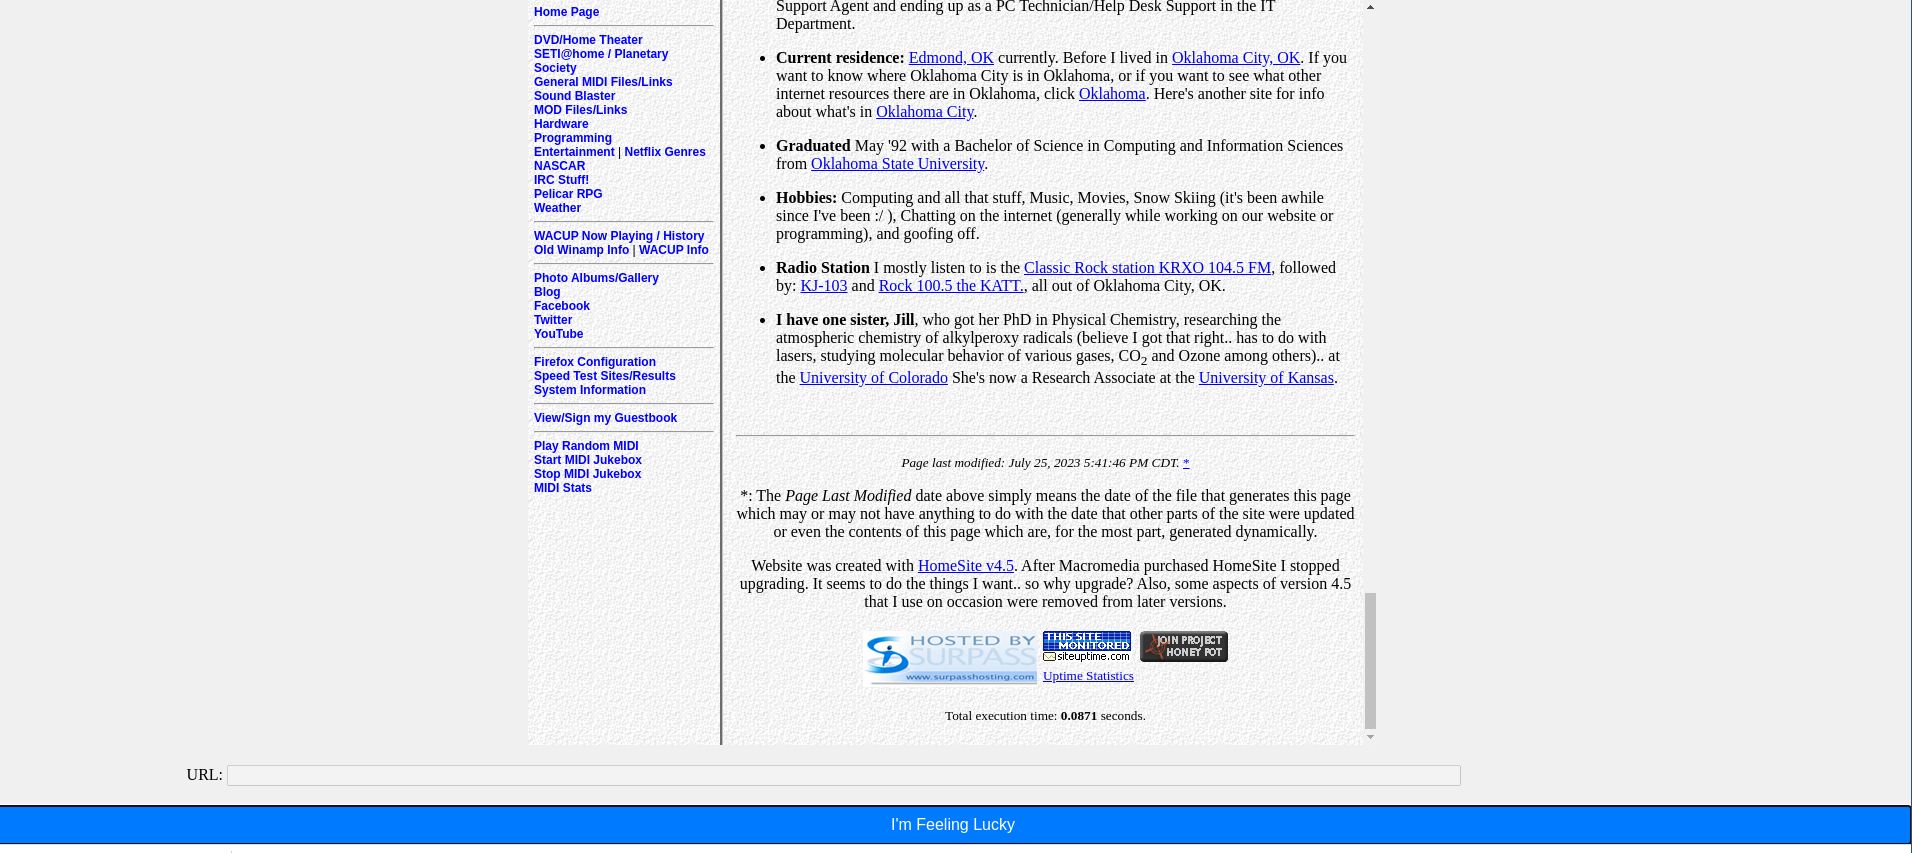 Home Page
DVD/Home Theater
SETI@home / Planetary
Society
General MIDI Files/Links
Sound Blaster
MOD Files/Links
Hardware
Programming
Entertainment | Netflix Genres
NASCAR
IRC Stuff!
Pelicar RPG
Weather
WACUP Now Playing / History
Old Winamp Info | WACUP Info
Photo Albums/Gallery
Blog
Facebook
Twitter
YouTube
Firefox Configuration
Speed Test Sites/Results
System Information
View/Sign my Guestbook
Play Random MIDI
Start MIDI Jukebox
Stop MIDI Jukebox
MIDI Stats
Support Agent and ending up as a PC Technician/Help Desk Support in the IT
Department.
• Current residence: Edmond, OK currently. Before I lived in Oklahoma City, OK. If you
want to know where Oklahoma City is in Oklahoma, or if you want to see what other
internet resources there are in Oklahoma, click Oklahoma. Here's another site for info
about what's in Oklahoma City.
• Graduated May '92 with a Bachelor of Science in Computing and Information Sciences
from Oklahoma State University.
• Hobbies: Computing and all that stuff, Music, Movies, Snow Skiing (it's been awhile
since I've been :/ ), Chatting on the internet (generally while working on our website or
programming), and goofing off.
• Radio Station I mostly listen to is the Classic Rock station KRXO 104.5 FM, followed
by: KJ-103 and Rock 100.5 the KATT., all out of Oklahoma City, OK.
• I have one sister, Jill, who got her PhD in Physical Chemistry, researching the
atmospheric chemistry of alkylperoxy radicals (believe I got that right.. has to do with
lasers, studying molecular behavior of various gases, CO2 and Ozone among others).. at
the University of Colorado She's now a Research Associate at the University of Kansas.
Page last modified: July 25, 2023 5:41:46 PM CDT. *
*: The Page Last Modified date above simply means the date of the file that generates this page
which may or may not have anything to do with the date that other parts of the site were updated
or even the contents of this page which are, for the most part, generated dynamically.
Website was created with HomeSite v4.5. After Macromedia purchased HomeSite I stopped
upgrading. It seems to do the things I want.. so why upgrade? Also, some aspects of version 4.5
that I use on occasion were removed from later versions.
HOSTED BY
SURPASS
www.surpasshosting.com
THIS SITE
MONITORED
siteuptime.com
JOIN PROJECT
HONEY POT
Uptime Statistics
Total execution time: 0.0871 seconds.
URL:
I'm Feeling Lucky